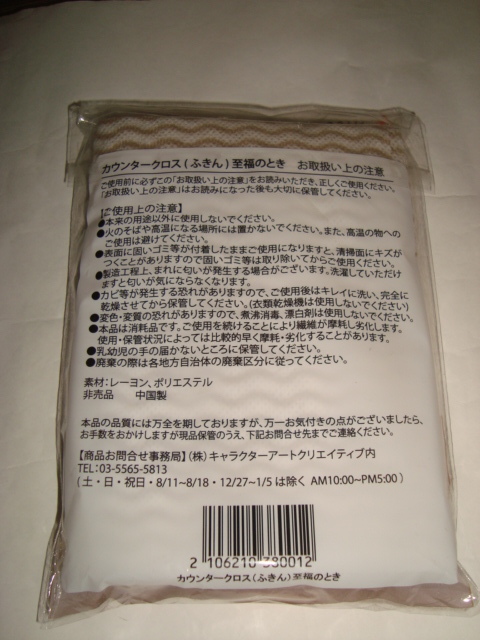 カウンタークロス(ふきん)至福のとき お取扱い上の注意
ご使用前に必ずこの「お取扱い上の注意」をお読みいただき、正しくご使用ください。
「お取扱い上の注意」はお読みになった後も大切に保管してください。
【ご使用上の注意】
●本来の用途以外に使用しないでください。
●火のそばや高温になる場所には置かないでください。また、高温の物への
ご使用は避けてください。
●表面に固いゴミ等が付着したままご使用になりますと、清掃面にキズが
つくことがありますので固いゴミ等は取り除いてからご使用ください。
●製造工程上、まれに匂いが発生する場合がございます。洗濯していただけ
ますと匂いが気にならなくなります。
●カビ等が発生する恐れがありますので、ご使用後はキレイに洗い、完全に
乾燥させてから保管してください。(衣類乾燥機は使用しないでください)
●変色・変質の恐れがありますので、煮沸消毒、漂白剤は使用しないでください。
●本品は消耗品です。ご使用を続けることにより繊維が摩耗し劣化します。
使用・保管状況によっては比較的早く摩耗・劣化することがあります。
●乳幼児の手の届かないところに保管してください。
●廃棄の際は各地方自治体の廃棄区分に従ってください。
素材:レーヨン、ポリエステル
非売品 中国製
本品の品質には万全を期しておりますが、万一お気付きの点がございましたら、
お手数をおかけしますが現品保管のうえ、下記お問合せ先までご連絡ください。
【商品お問合せ事務局】(株)キャラクターアートクリエイティブ内
TEL:03-5565-5813
(土・日・祝日・8/11~8/18・12/27~1/5は除く AM10:00~PM5:00)
2 106210 380012
カウンタークロス(ふきん)至福のとき